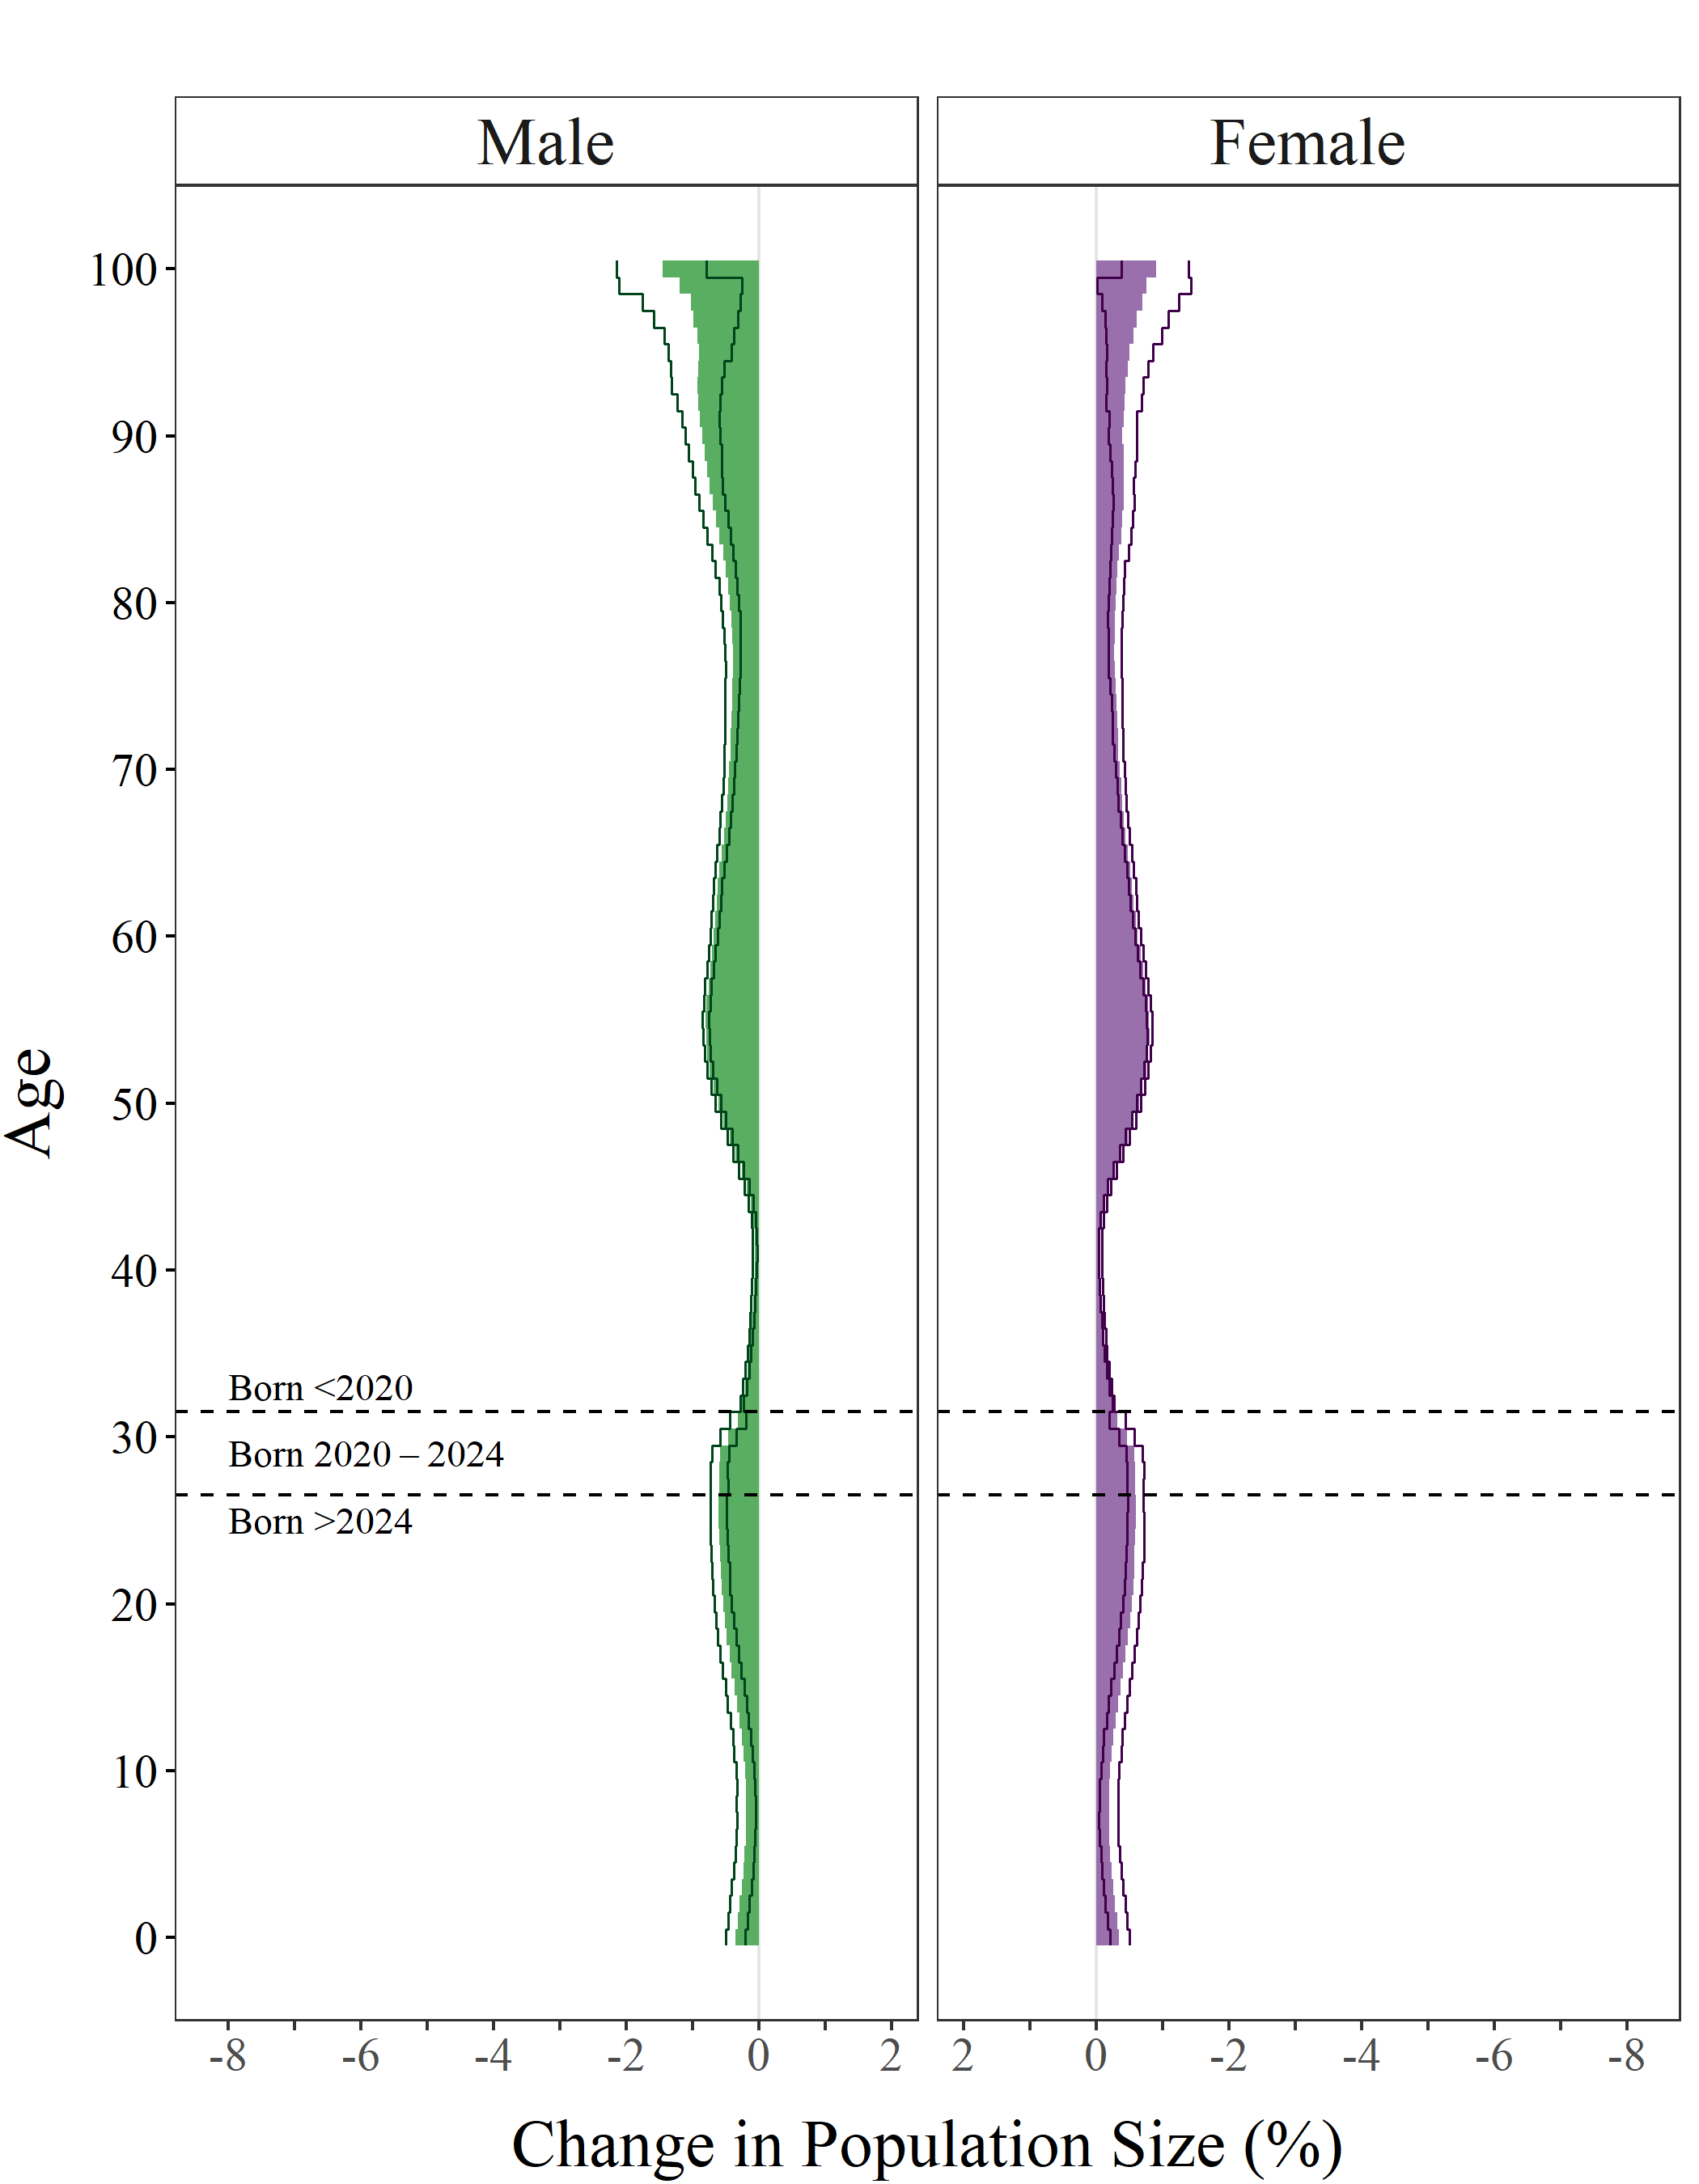 Male Female
100
90
80
70
60
50
40
30
20
10
0
Age
Born <2020
Born 2020 – 2024
Born >2024
-8 -6 -4 -2 0 2 2 0 -2 -4 -6 -8
Change in Population Size (%)